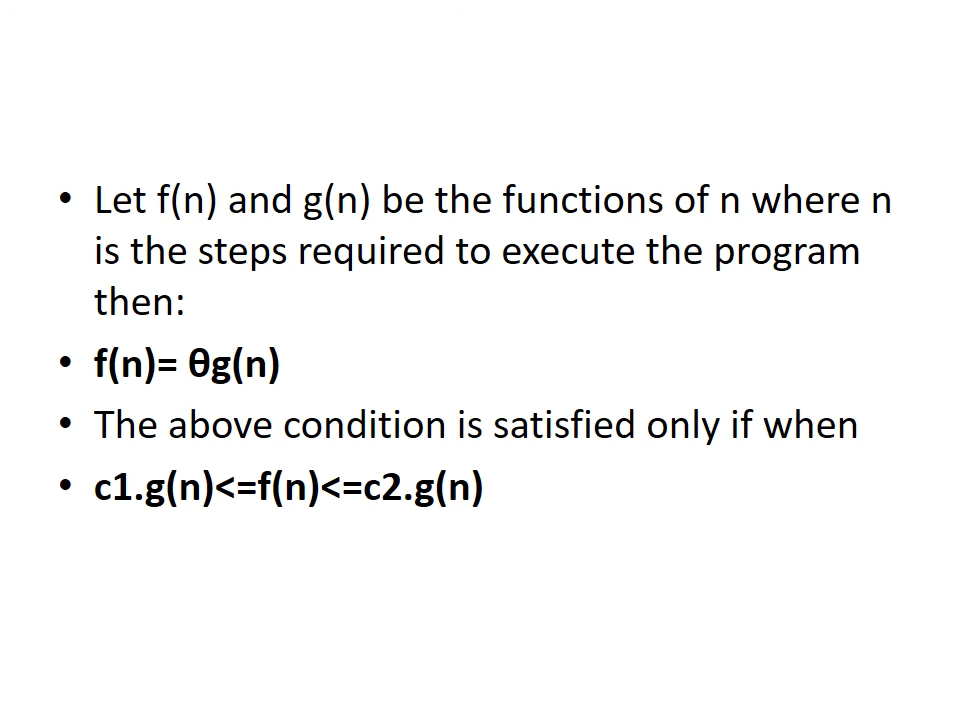 • Let f(n) and g(n) be the functions of n where n
is the steps required to execute the program
then:
• f(n)= θg(n)
• The above condition is satisfied only if when
• c1.g(n)<=f(n)<=c2.g(n)